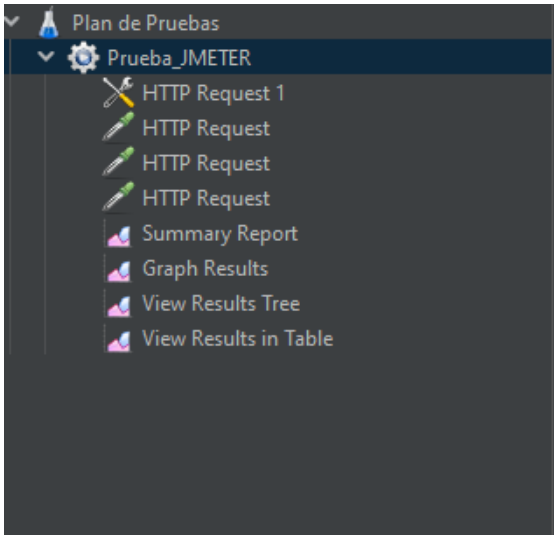 Plan de Pruebas
Prueba_JMETER
HTTP Request 1
HTTP Request
HTTP Request
HTTP Request
Summary Report
Graph Results
View Results Tree
View Results in Table